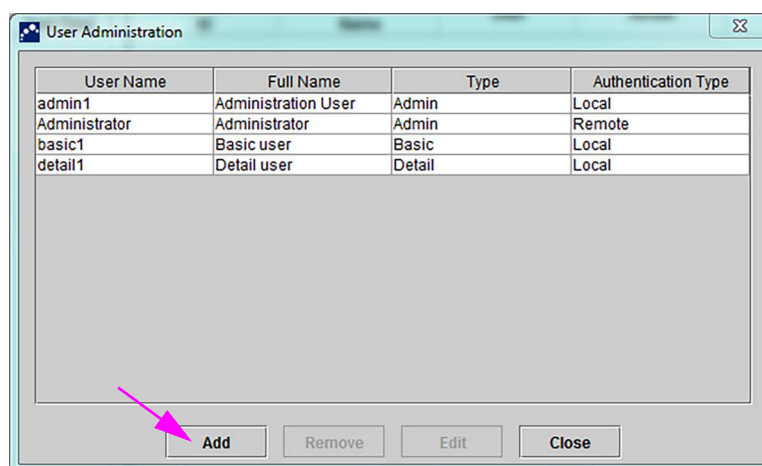 User Administration
User Name Full Name Type Authentication Type
admin1 Administration User Admin Local
Administrator Administrator Admin Remote
basic1 Basic user Basic Local
detail1 Detail user Detail Local
Add Remove Edit Close